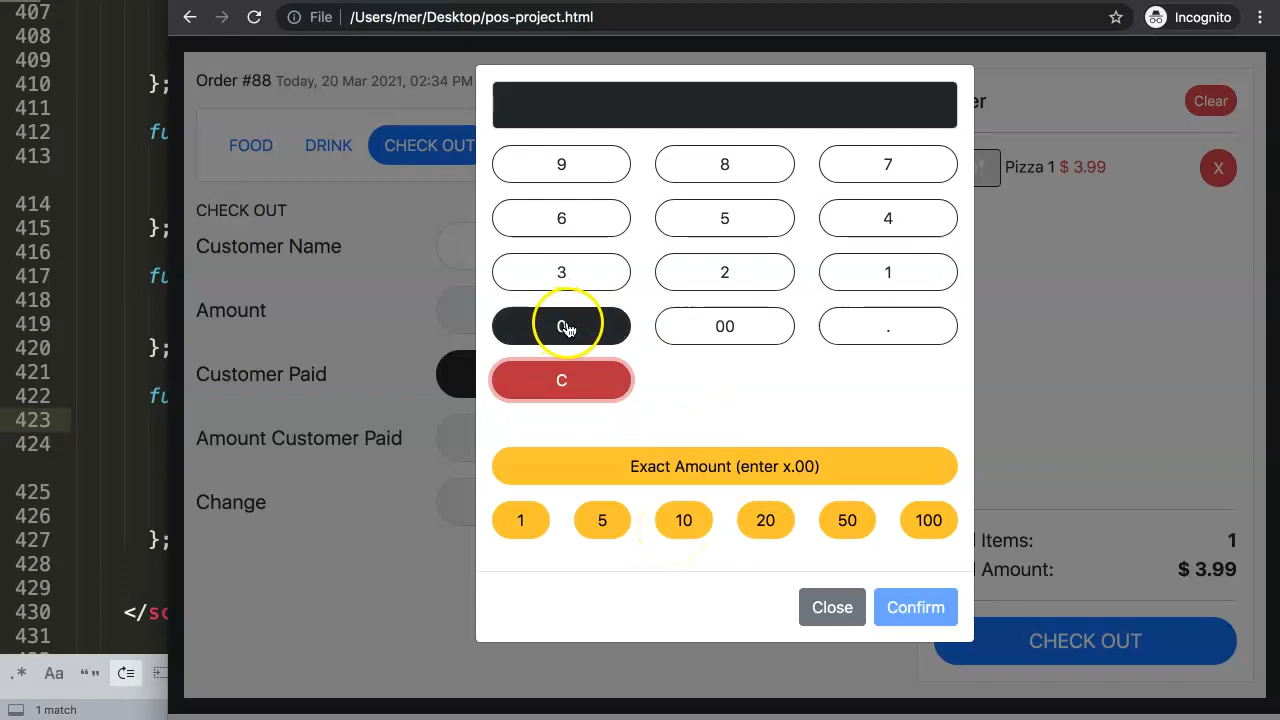 File /Users/mer/Desktop/pos-project.html Incognito
407
408
409
410 };
411
412 fu
413
414
415 };
416
417 fu
418
419
420 };
421
422 fu
423
424
425
426
427 };
428
429
430 </sc
431
.* Aa “”
1 match
Order #88 Today, 20 Mar 2021, 02:34 PM
FOOD DRINK CHECK OUT
CHECK OUT
Customer Name
Amount
Customer Paid
Amount Customer Paid
Change
9 8 7
6 5 4
3 2 1
0 00 .
C
Exact Amount (enter x.00)
1 5 10 20 50 100
Close Confirm
er Clear
Pizza 1 $ 3.99 X
Items: 1
Amount: $ 3.99
CHECK OUT